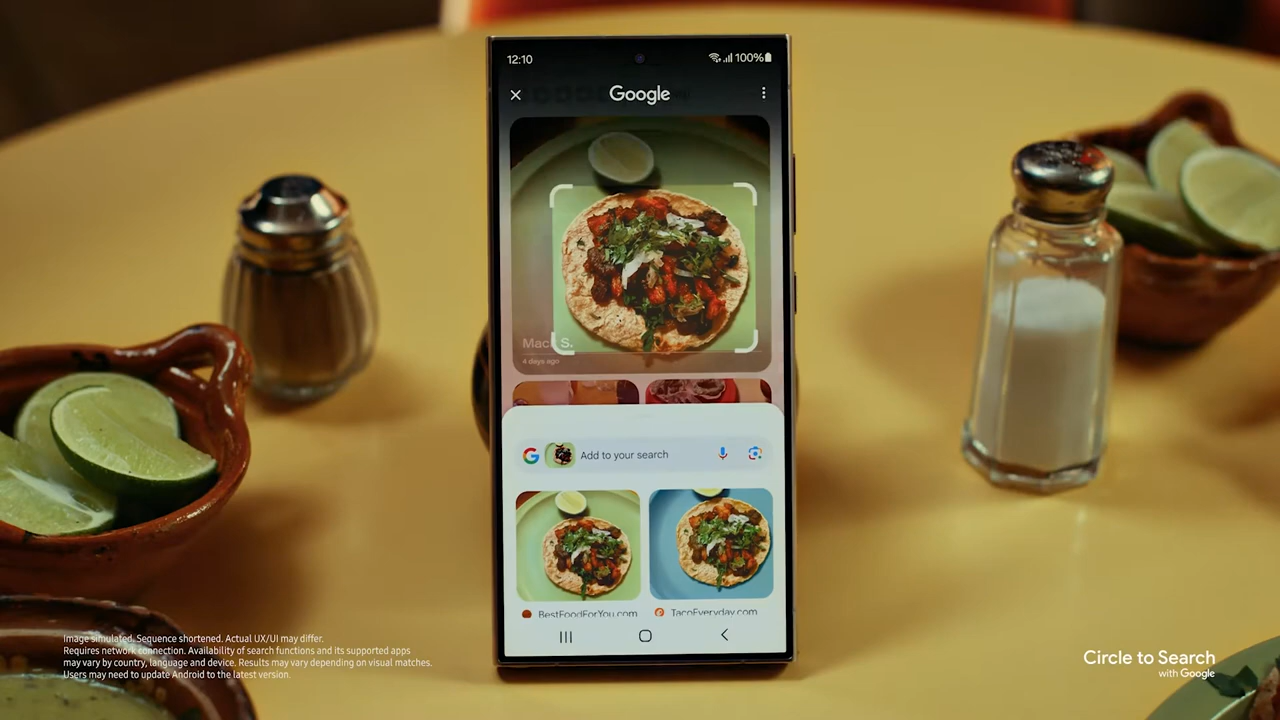 12:10
100%
Google
Mack S.
4 days ago
G
Add to your search
BestFoodForYou.com
TacoEveryday.com
Image simulated. Sequence shortened. Actual UX/UI may differ.
Requires network connection. Availability of search functions and its supported apps
may vary by country, language and device. Results may vary depending on visual matches.
Users may need to update Android to the latest version.
Circle to Search
with Google